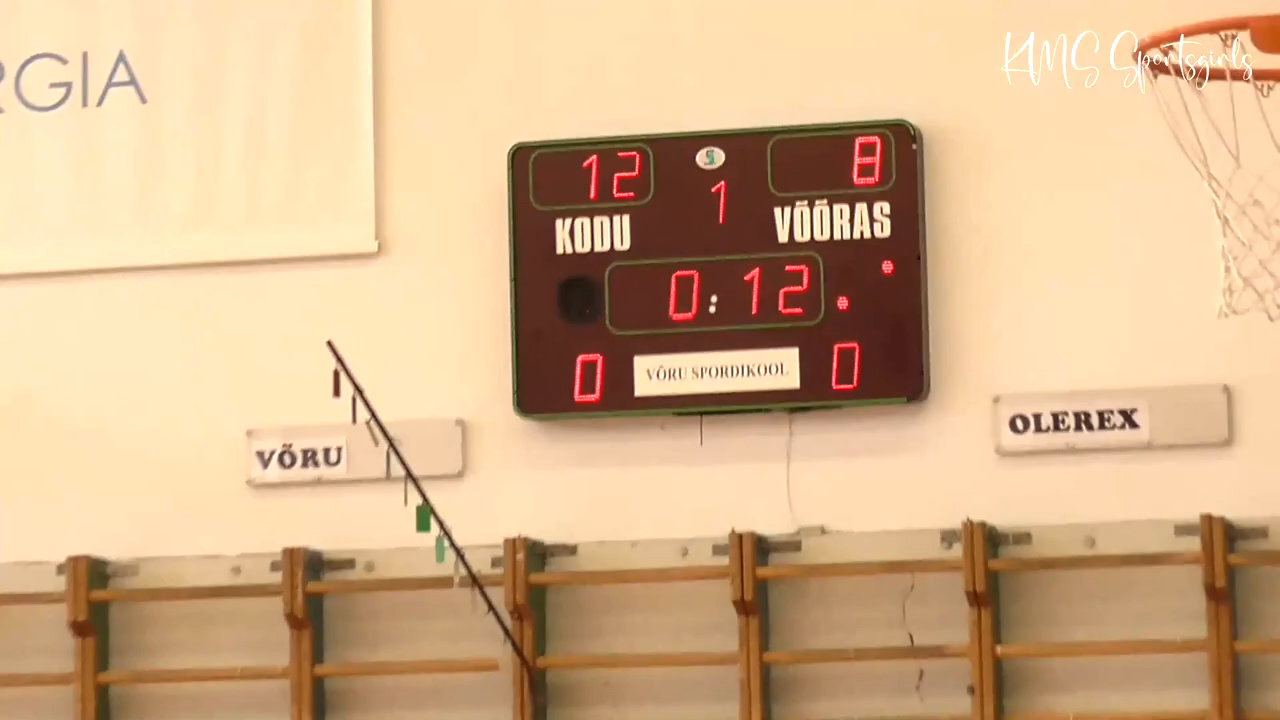 KMS Sportsgirls
RGIA
12 8
1
KODU VÕÕRAS
0:12
0 0
VÕRU SPORDIKOOL
VÕRU
OLEREX